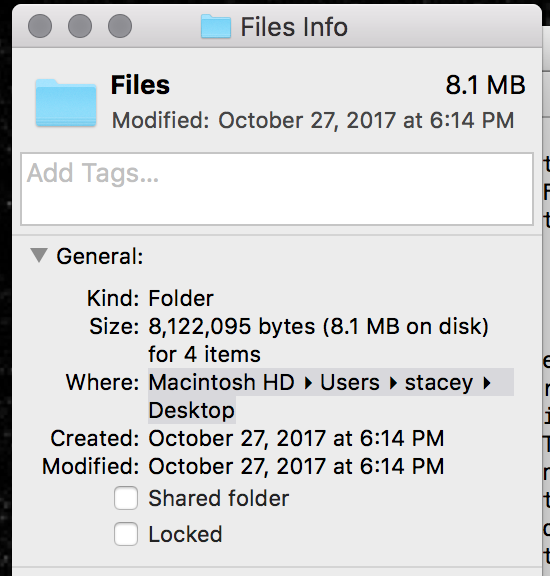 Files Info
Files 8.1 MB
Modified: October 27, 2017 at 6:14 PM
Add Tags...
General:
Kind: Folder
Size: 8,122,095 bytes (8.1 MB on disk)
for 4 items
Where: Macintosh HD ▸ Users ▸ stacey ▸
Desktop
Created: October 27, 2017 at 6:14 PM
Modified: October 27, 2017 at 6:14 PM
Shared folder
Locked